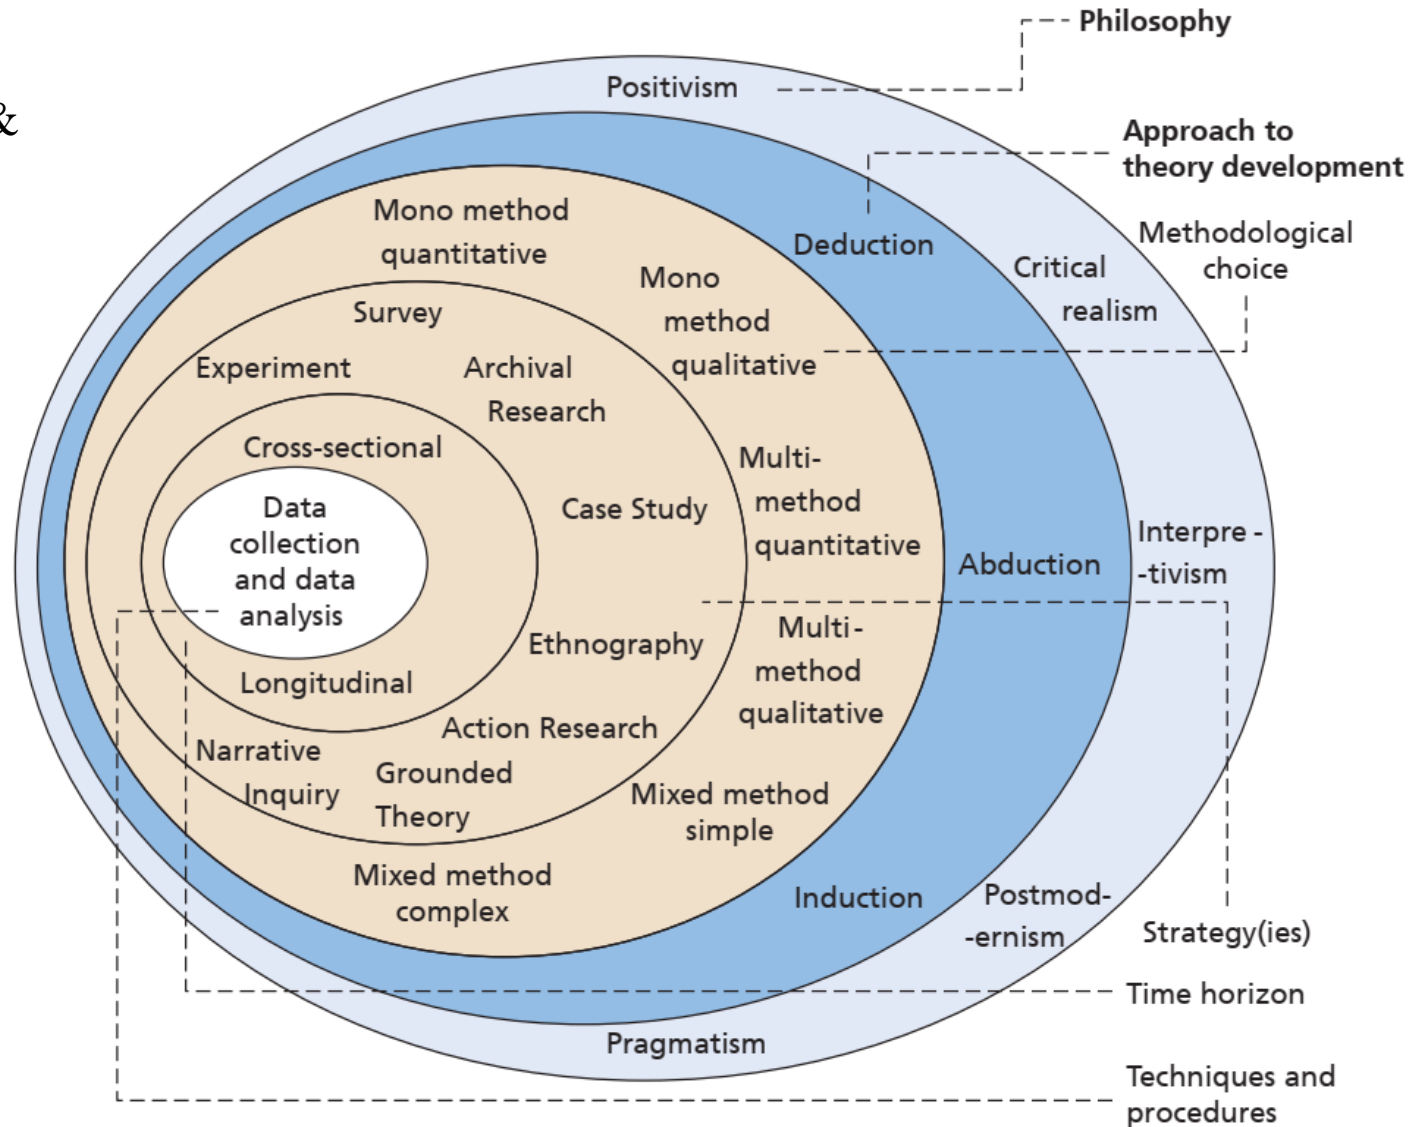 Philosophy
&
Positivism
Approach to
theory development
Mono method
quantitative
Deduction
Methodological
choice
Mono
method
qualitative
Critical
realism
Survey
Experiment
Archival
Research
Cross-sectional
Multi-
method
quantitative
Data
collection
and data
analysis
Case Study
Interpre -
-tivism
Abduction
Multi-
method
qualitative
Ethnography
Longitudinal
Action Research
Narrative
Inquiry
Grounded
Theory
Mixed method
simple
Mixed method
complex
Induction
Postmod-
-ernism
Strategy(ies)
Time horizon
Pragmatism
Techniques and
procedures